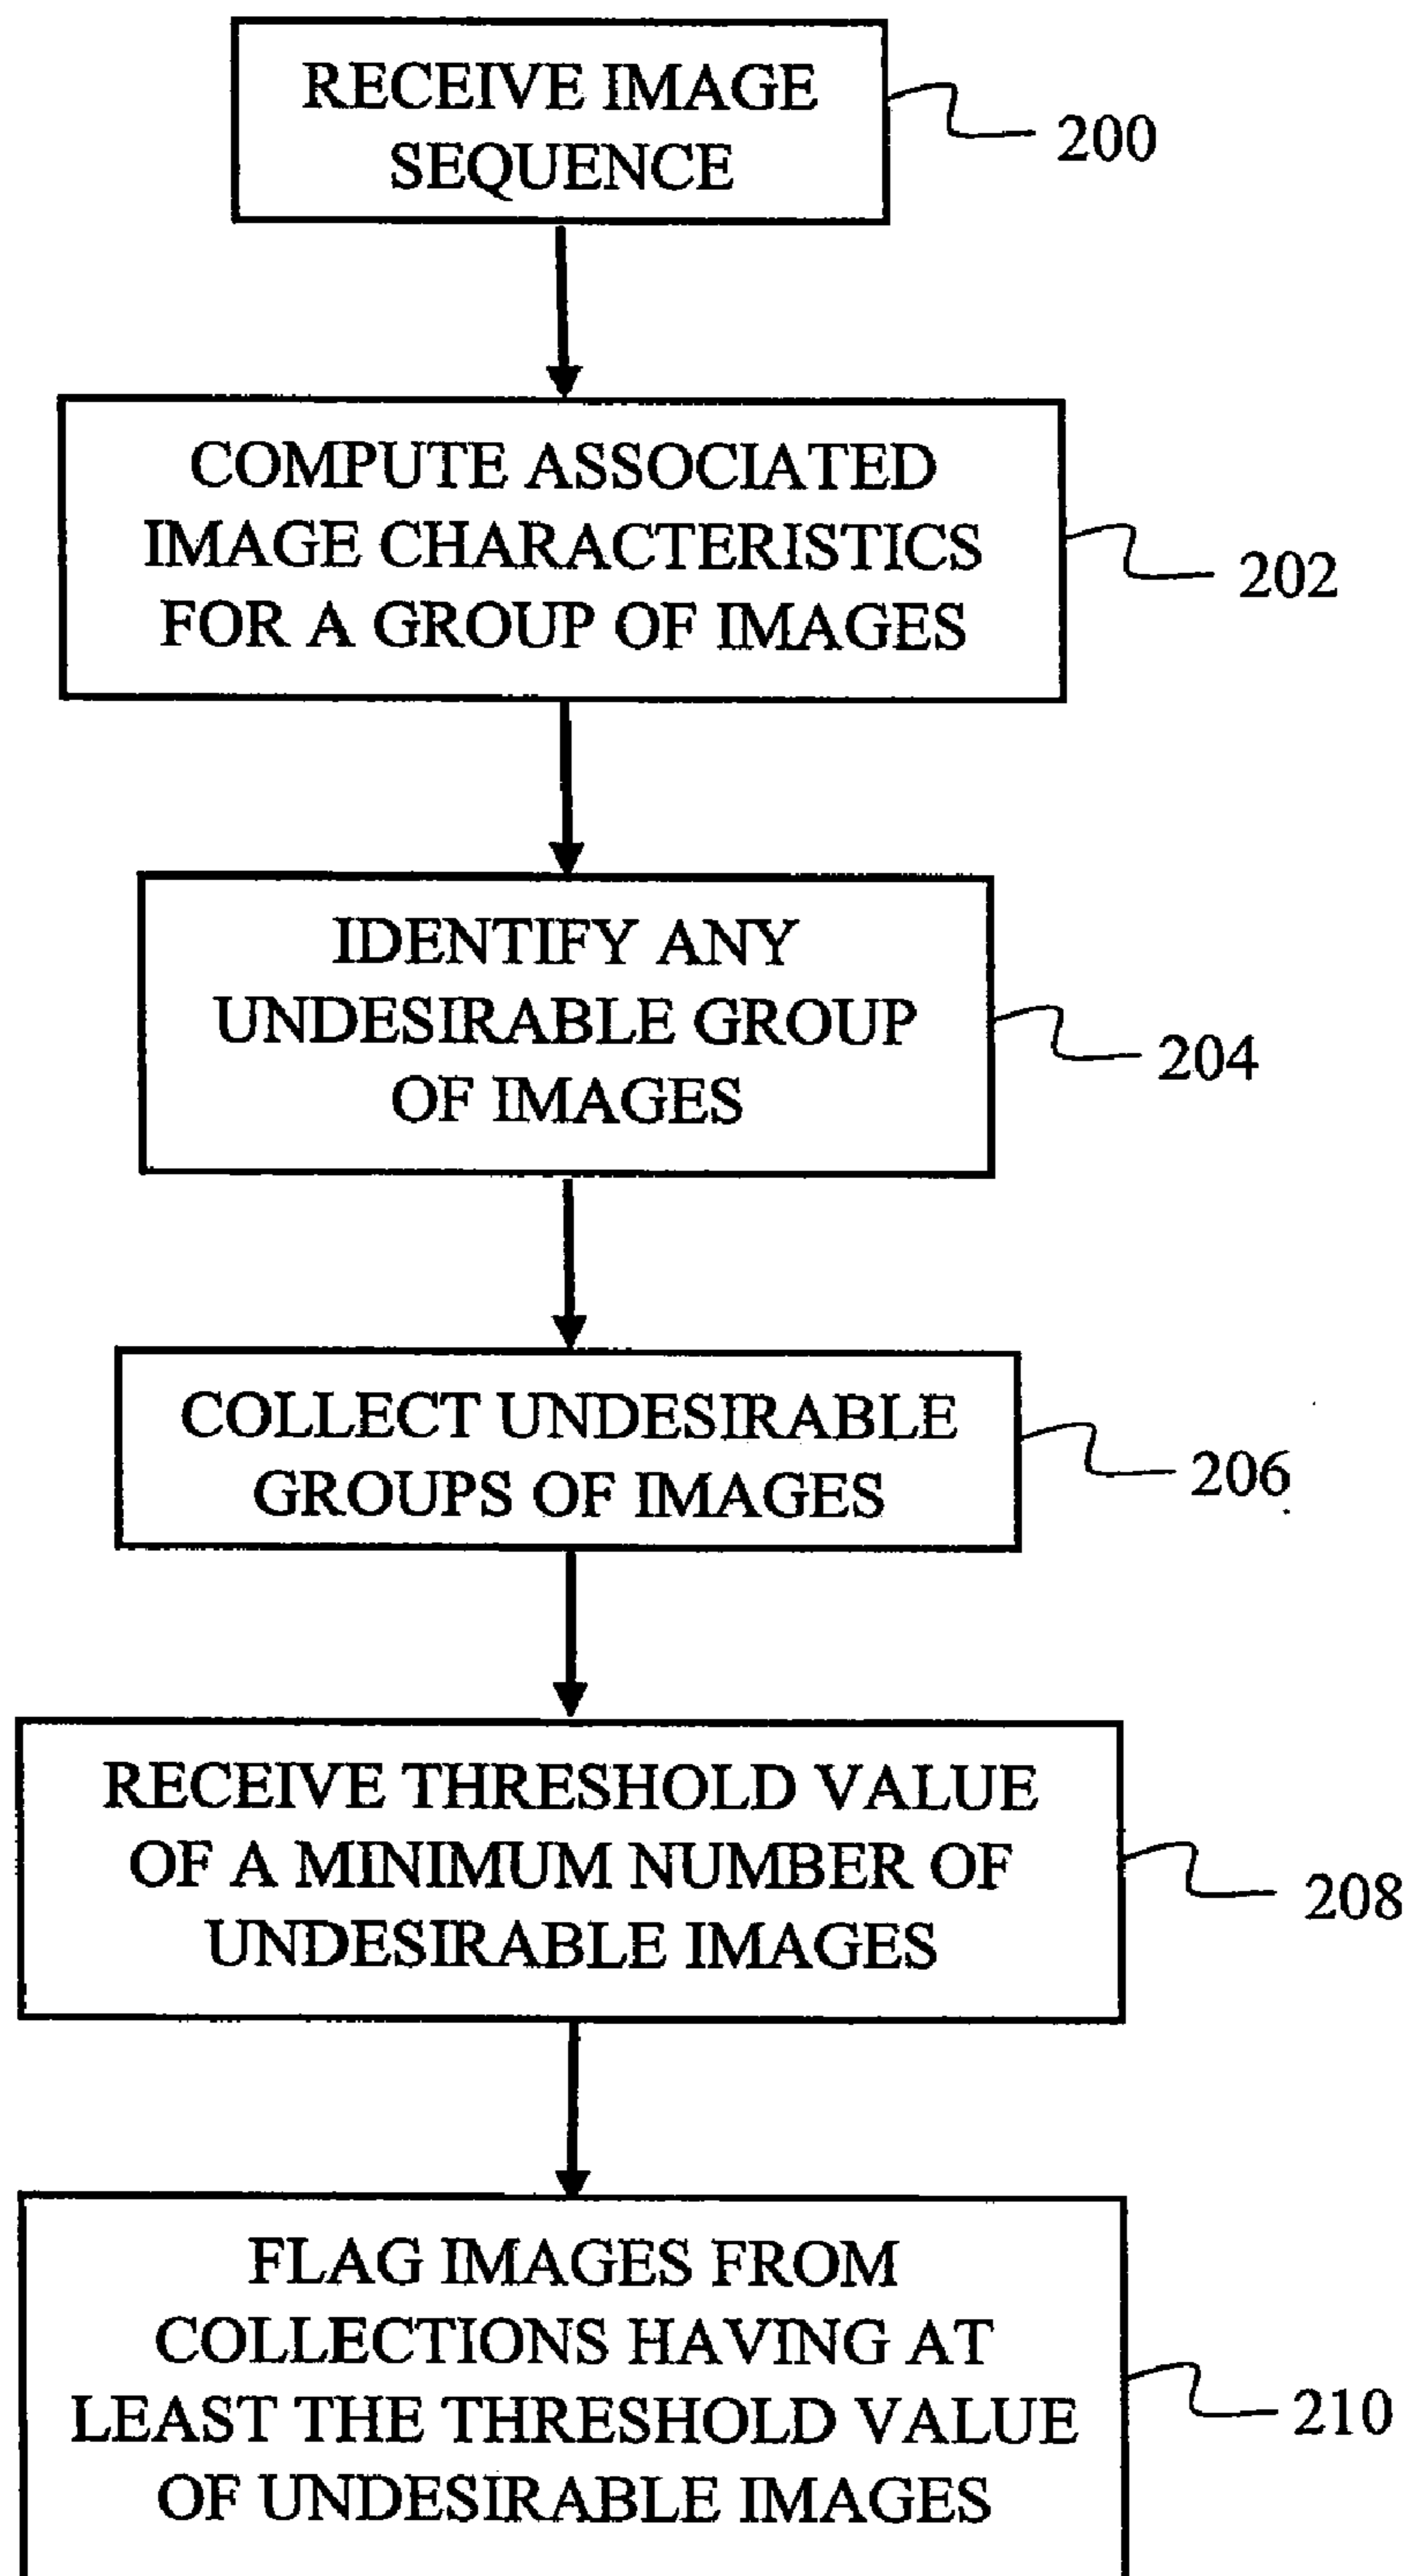 RECEIVE IMAGE
SEQUENCE
200
COMPUTE ASSOCIATED
IMAGE CHARACTERISTICS
FOR A GROUP OF IMAGES
202
IDENTIFY ANY
UNDESIRABLE GROUP
OF IMAGES
204
COLLECT UNDESIRABLE
GROUPS OF IMAGES
206
RECEIVE THRESHOLD VALUE
OF A MINIMUM NUMBER OF
UNDESIRABLE IMAGES
208
FLAG IMAGES FROM
COLLECTIONS HAVING AT
LEAST THE THRESHOLD VALUE
OF UNDESIRABLE IMAGES
210